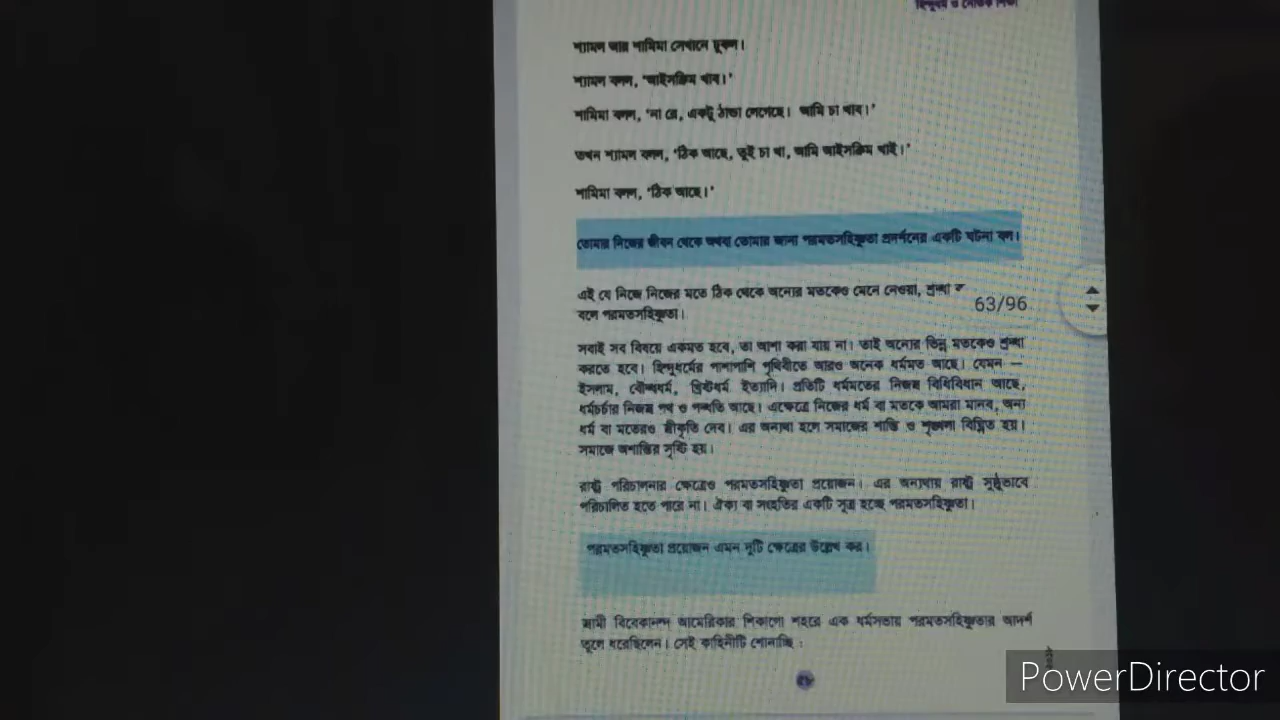 হিন্দুধর্ম ও নৈতিক শিক্ষা
শ্যামল আর শামিমা সেখানে ঢুকল।
শ্যামল বলল, 'আইসক্রিম খাব।'
শামিমা বলল, 'না রে, একটু ঠাণ্ডা লেগেছে। আমি চা খাব।'
তখন শ্যামল বলল, 'ঠিক আছে, তুই চা খা, আমি আইসক্রিম খাই।'
শামিমা বলল, 'ঠিক আছে।'
তোমার নিজের জীবন থেকে অথবা তোমার জানা পরমতসহিষ্ণুতা প্রদর্শনের একটি ঘটনা বল।
এই যে নিজে নিজের মতে ঠিক থেকে অন্যের মতকেও মেনে নেওয়া, শ্রদ্ধা ক
63/96
বলে পরমতসহিষ্ণুতা।
সবাই সব বিষয়ে একমত হবে, তা আশা করা যায় না। তাই অন্যের ভিন্ন মতকেও শ্রদ্ধা
করতে হবে। হিন্দুধর্মের পাশাপাশি পৃথিবীতে আরও অনেক ধর্মমত আছে। যেমন —
ইসলাম, বৌদ্ধধর্ম, খ্রিস্টধর্ম ইত্যাদি। প্রতিটি ধর্মমতের নিজস্ব বিধিবিধান আছে,
ধর্মচর্চার নিজস্ব পথ ও পদ্ধতি আছে। এক্ষেত্রে নিজের ধর্ম বা মতকে আমরা মানব, অন্য
ধর্ম বা মতেরও স্বীকৃতি দেব। এর অন্যথা হলে সমাজের শান্তি ও শৃঙ্খলা বিঘ্নিত হয়।
সমাজে অশান্তির সৃষ্টি হয়।
রাষ্ট্র পরিচালনার ক্ষেত্রেও পরমতসহিষ্ণুতা প্রয়োজন। এর অন্যথায় রাষ্ট্র সুষ্ঠুভাবে
পরিচালিত হতে পারে না। ঐক্য বা সংহতির একটি সূত্র হচ্ছে পরমতসহিষ্ণুতা।
পরমতসহিষ্ণুতা প্রয়োজন এমন দুটি ক্ষেত্রের উল্লেখ কর।
স্বামী বিবেকানন্দ আমেরিকার শিকাগো শহরে এক ধর্মসভায় পরমতসহিষ্ণুতার আদর্শ
তুলে ধরেছিলেন। সেই কাহিনীটি শোনাচ্ছি :
PowerDirector